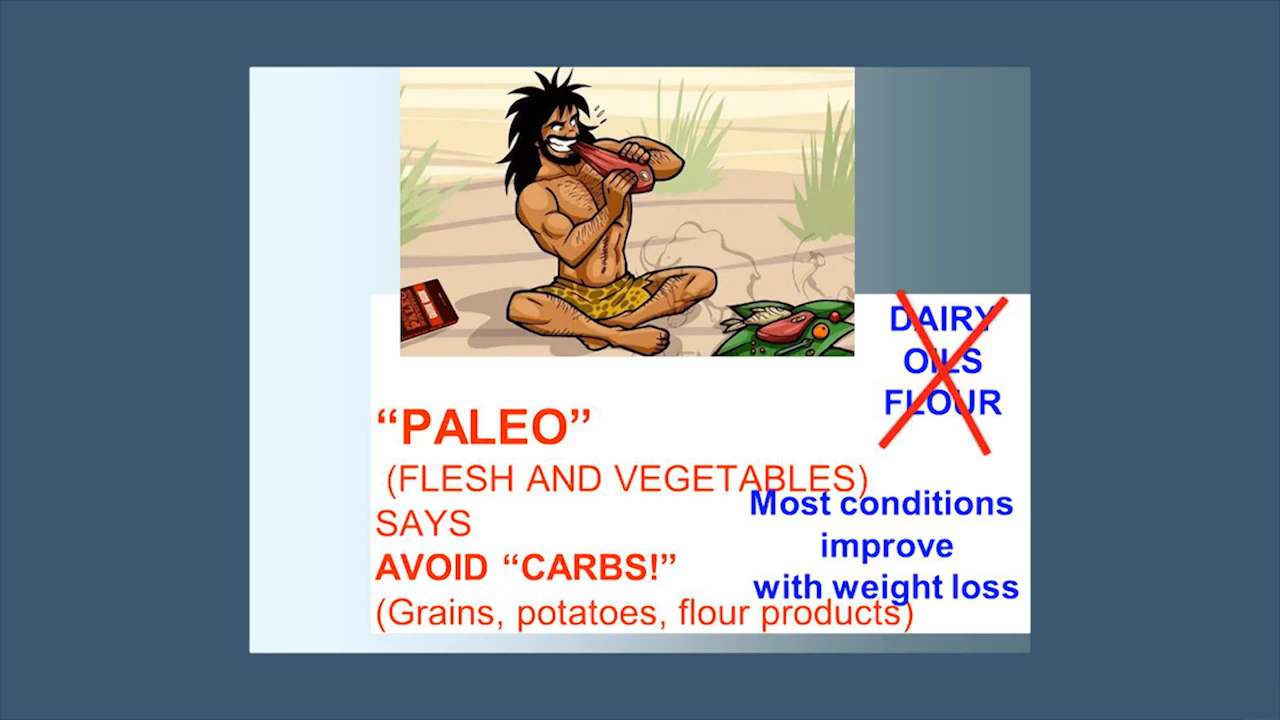 DAIRY
OILS
FLOUR
“PALEO”
(FLESH AND VEGETABLES)
SAYS
AVOID “CARBS!”
(Grains, potatoes, flour products)
Most conditions
improve
with weight loss